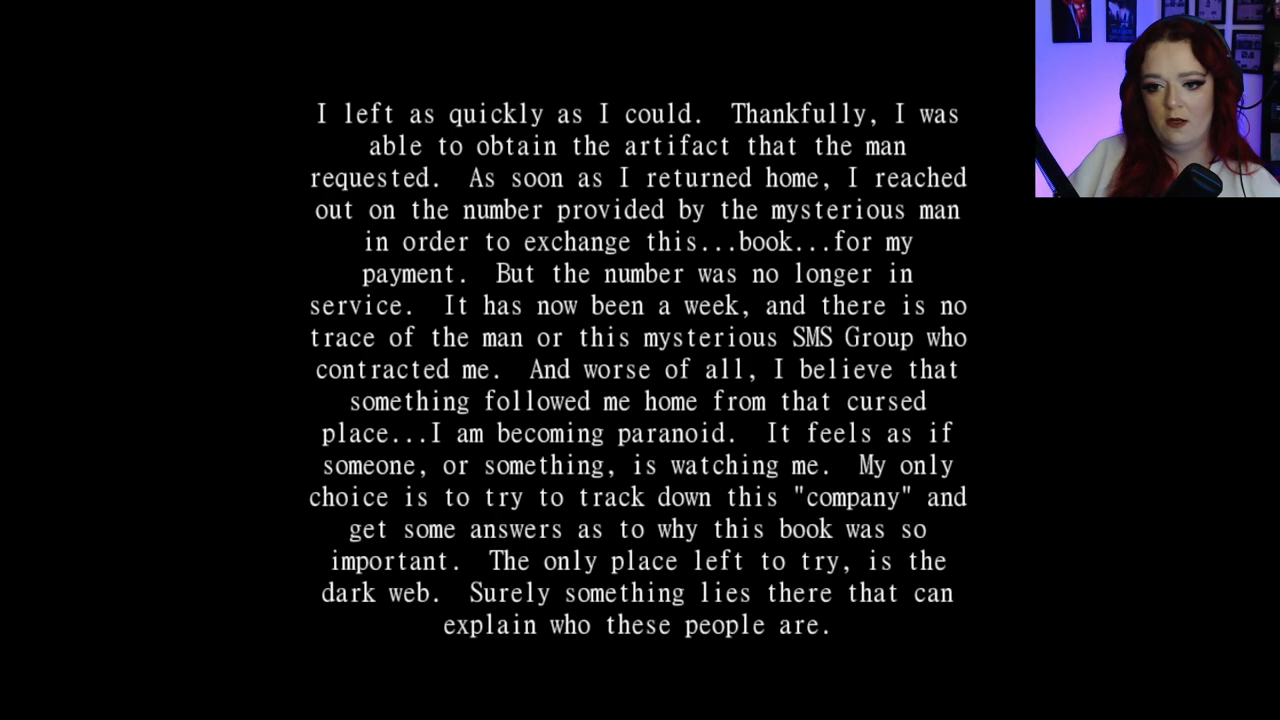 I left as quickly as I could.  Thankfully, I was
able to obtain the artifact that the man
requested.  As soon as I returned home, I reached
out on the number provided by the mysterious man
in order to exchange this...book...for my
payment.  But the number was no longer in
service.  It has now been a week, and there is no
trace of the man or this mysterious SMS Group who
contracted me.  And worse of all, I believe that
something followed me home from that cursed
place...I am becoming paranoid.  It feels as if
someone, or something, is watching me.  My only
choice is to try to track down this "company" and
get some answers as to why this book was so
important.  The only place left to try, is the
dark web.  Surely something lies there that can
explain who these people are.